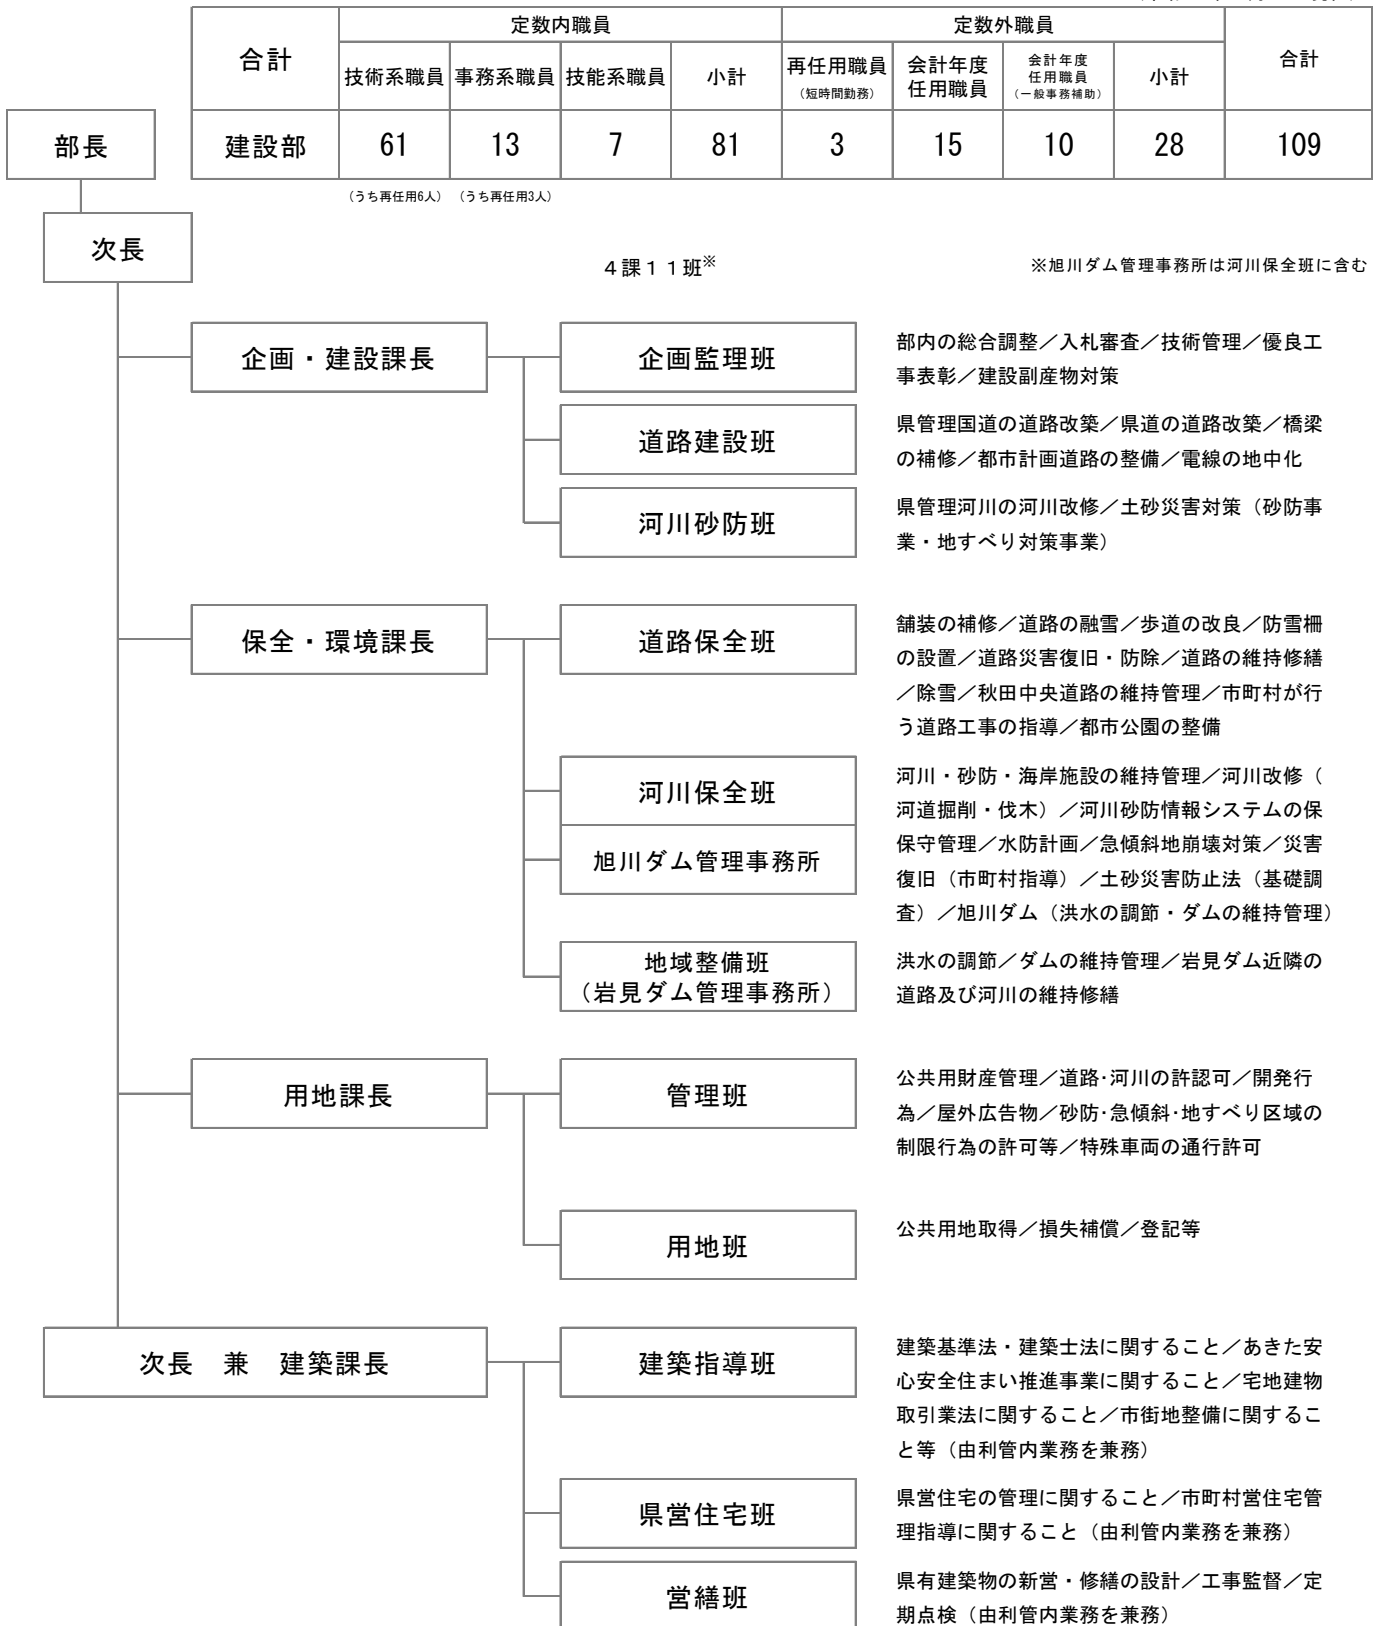 合計 定数内職員 定数外職員 合計
技術系職員 事務系職員 技能系職員 小計 再任用職員（短時間勤務） 会計年度任用職員 会計年度任用職員（一般事務補助） 小計
建設部 61 13 7 81 3 15 10 28 109
（うち再任用6人） （うち再任用3人）
部長
次長
４課１１班※
※旭川ダム管理事務所は河川保全班に含む
企画・建設課長
企画監理班
部内の総合調整／入札審査／技術管理／優良工
事表彰／建設副産物対策
道路建設班
県管理国道の道路改築／県道の道路改築／橋梁
の補修／都市計画道路の整備／電線の地中化
河川砂防班
県管理河川の河川改修／土砂災害対策（砂防事
業・地すべり対策事業）
保全・環境課長
道路保全班
舗装の補修／道路の融雪／歩道の改良／防雪柵
の設置／道路災害復旧・防除／道路の維持修繕
／除雪／秋田中央道路の維持管理／市町村が行
う道路工事の指導／都市公園の整備
河川保全班
旭川ダム管理事務所
河川・砂防・海岸施設の維持管理／河川改修（
河道掘削・伐木）／河川砂防情報システムの保
保守管理／水防計画／急傾斜地崩壊対策／災害
復旧（市町村指導）／土砂災害防止法（基礎調
査）／旭川ダム（洪水の調節・ダムの維持管理）
地域整備班
（岩見ダム管理事務所）
洪水の調節／ダムの維持管理／岩見ダム近隣の
道路及び河川の維持修繕
用地課長
管理班
公共用財産管理／道路・河川の許認可／開発行
為／屋外広告物／砂防・急傾斜・地すべり区域の
制限行為の許可等／特殊車両の通行許可
用地班
公共用地取得／損失補償／登記等
次長　兼　建築課長
建築指導班
建築基準法・建築士法に関すること／あきた安
心安全住まい推進事業に関すること／宅地建物
取引業法に関すること／市街地整備に関するこ
と等（由利管内業務を兼務）
県営住宅班
県営住宅の管理に関すること／市町村営住宅管
理指導に関すること（由利管内業務を兼務）
営繕班
県有建築物の新営・修繕の設計／工事監督／定
期点検（由利管内業務を兼務）